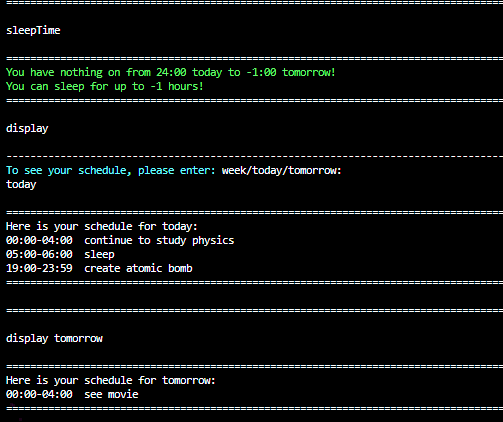 sleepTime
You have nothing on from 24:00 today to -1:00 tomorrow!
You can sleep for up to -1 hours!
display
To see your schedule, please enter: week/today/tomorrow:
today
Here is your schedule for today:
00:00-04:00 continue to study physics
05:00-06:00 sleep
19:00-23:59 create atomic bomb
display tomorrow
Here is your schedule for tomorrow:
00:00-04:00 see movie